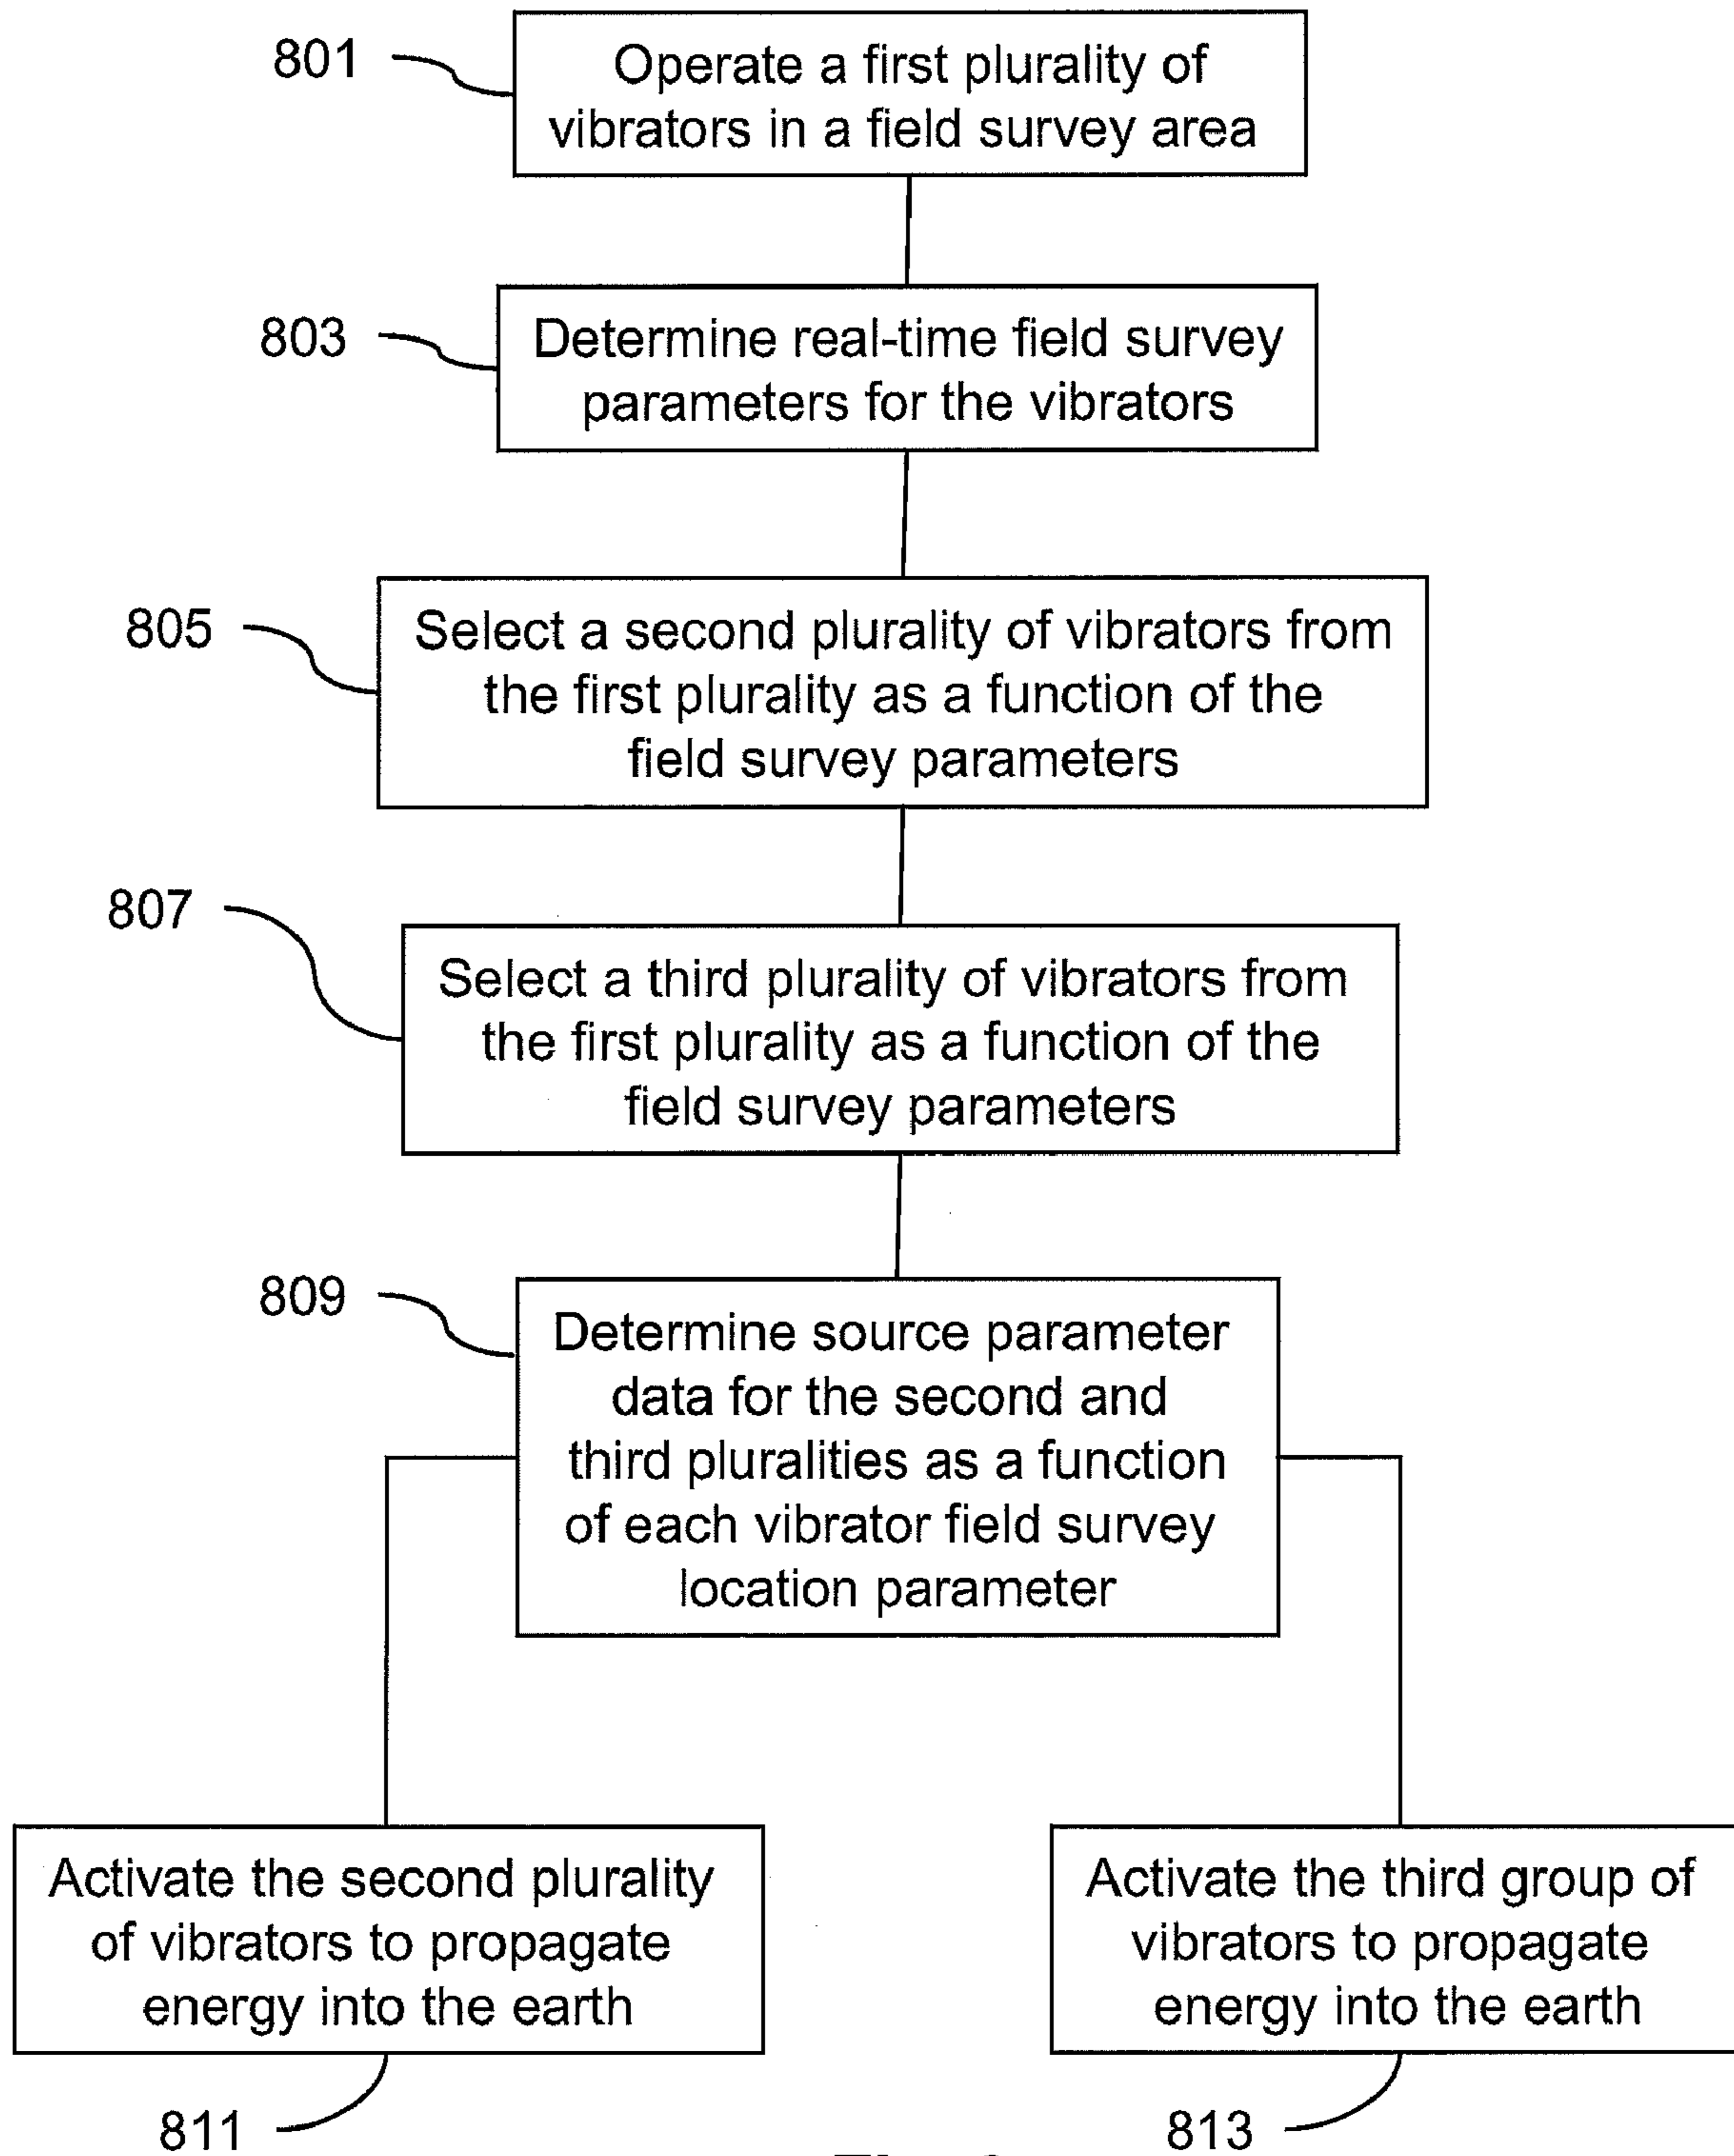 801
Operate a first plurality of
vibrators in a field survey area
803
Determine real-time field survey
parameters for the vibrators
805
Select a second plurality of vibrators from
the first plurality as a function of the
field survey parameters
807
Select a third plurality of vibrators from
the first plurality as a function of the
field survey parameters
809
Determine source parameter
data for the second and
third pluralities as a function
of each vibrator field survey
location parameter
Activate the second plurality
of vibrators to propagate
energy into the earth
811
Activate the third group of
vibrators to propagate
energy into the earth
813